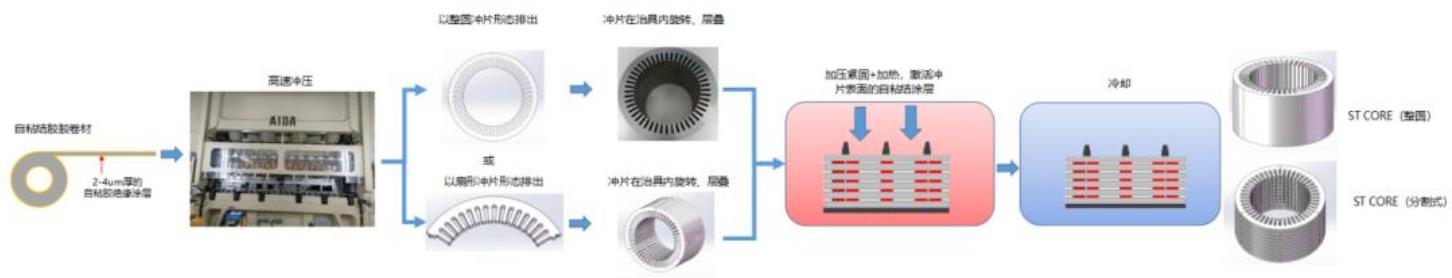 自粘结胶卷材
2-4um厚的
自粘胶绝缘涂层
高速冲压
AIDA
以整圆冲片形态排出
或
以扇形冲片形态排出
冲片在治具内旋转、层叠
冲片在治具内旋转、层叠
加压紧固+加热，激活冲
片表面的自粘结涂层
冷却
ST CORE（整圆）
ST CORE（分割式）